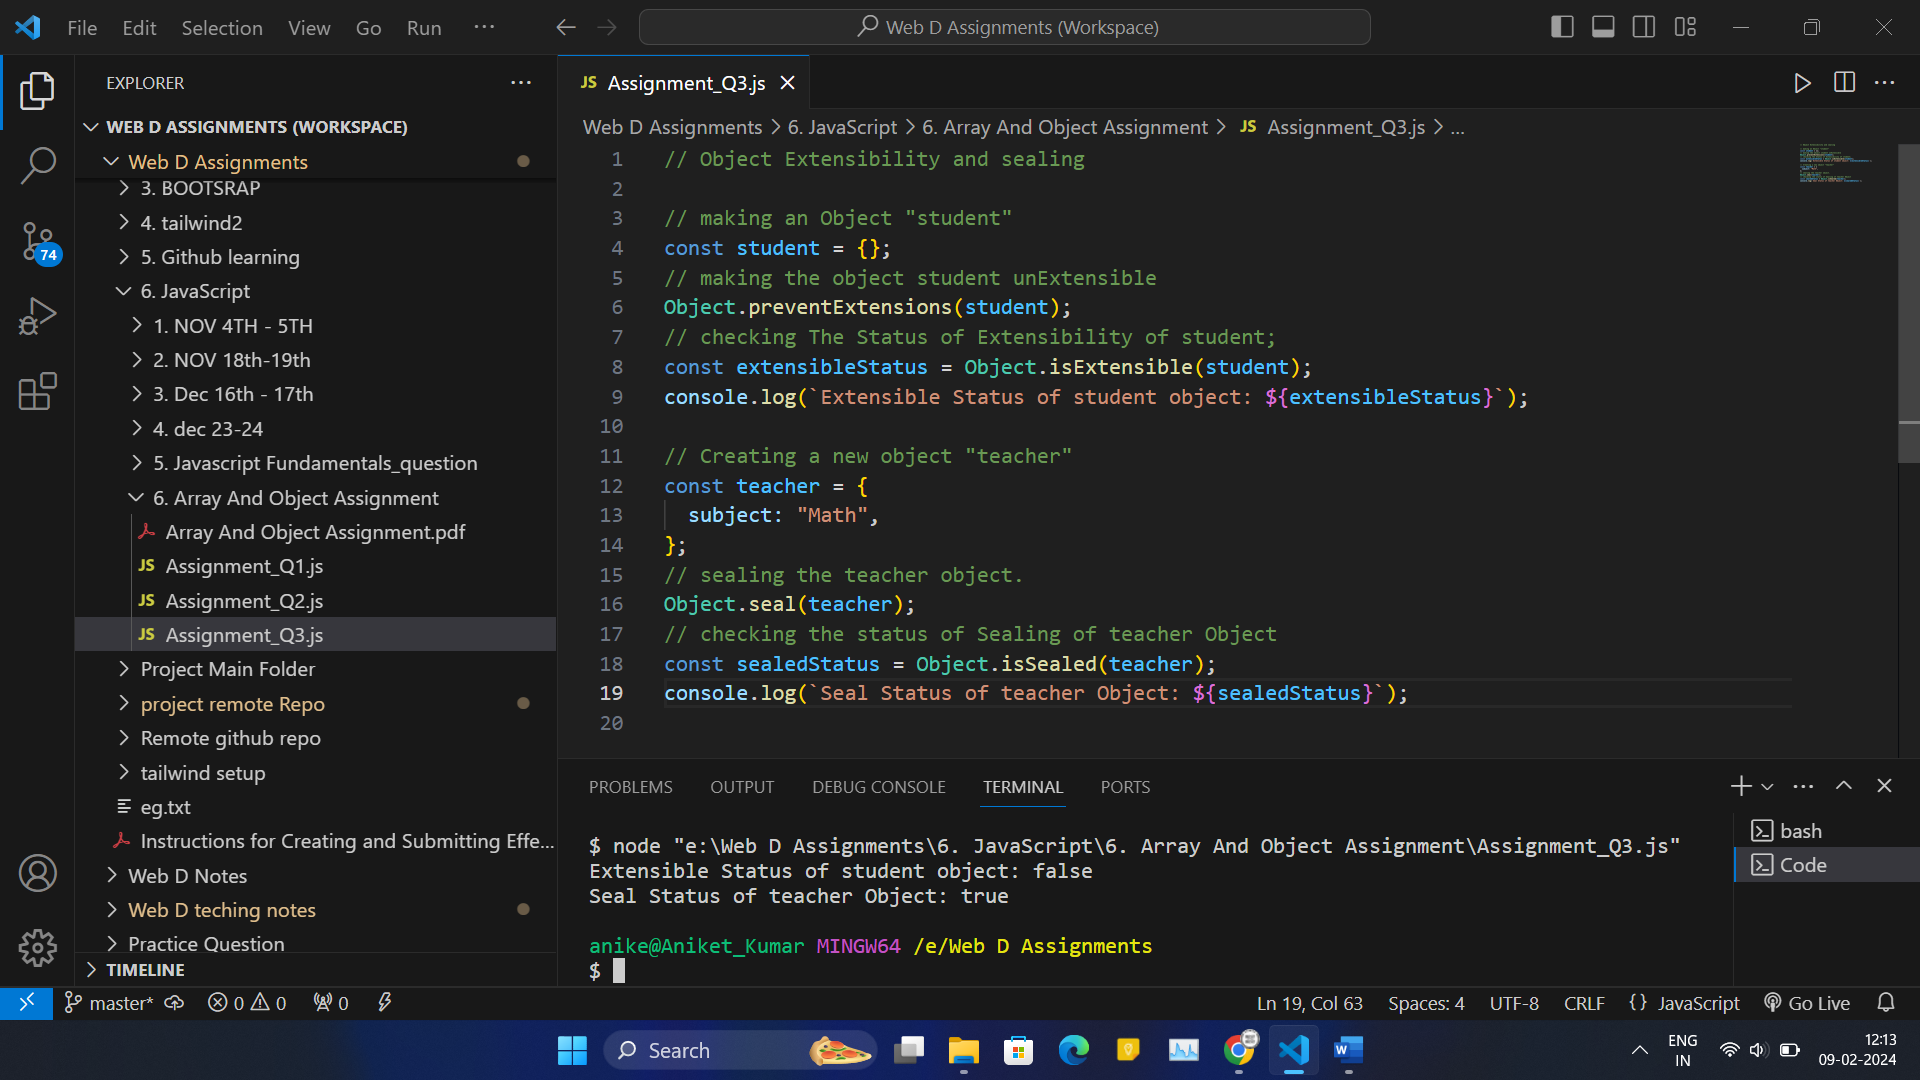 File Edit Selection View Go Run ... Web D Assignments (Workspace)
EXPLORER
WEB D ASSIGNMENTS (WORKSPACE)
Web D Assignments
3. BOOTSRAP
4. tailwind2
5. Github learning
6. JavaScript
1. NOV 4TH - 5TH
2. NOV 18th-19th
3. Dec 16th - 17th
4. dec 23-24
5. Javascript Fundamentals_question
6. Array And Object Assignment
Array And Object Assignment.pdf
JS Assignment_Q1.js
JS Assignment_Q2.js
JS Assignment_Q3.js
Project Main Folder
project remote Repo
Remote github repo
tailwind setup
eg.txt
Instructions for Creating and Submitting Effe...
Web D Notes
Web D teching notes
Practice Question
TIMELINE
74
JS Assignment_Q3.js
Web D Assignments > 6. JavaScript > 6. Array And Object Assignment > JS Assignment_Q3.js > ...
1 // Object Extensibility and sealing
2
3 // making an Object "student"
4 const student = {};
5 // making the object student unExtensible
6 Object.preventExtensions(student);
7 // checking The Status of Extensibility of student;
8 const extensibleStatus = Object.isExtensible(student);
9 console.log(`Extensible Status of student object: ${extensibleStatus}`);
10
11 // Creating a new object "teacher"
12 const teacher = {
13 subject: "Math",
14 };
15 // sealing the teacher object.
16 Object.seal(teacher);
17 // checking the status of Sealing of teacher Object
18 const sealedStatus = Object.isSealed(teacher);
19 console.log(`Seal Status of teacher Object: ${sealedStatus}`);
20
PROBLEMS OUTPUT DEBUG CONSOLE TERMINAL PORTS
$ node "e:\Web D Assignments\6. JavaScript\6. Array And Object Assignment\Assignment_Q3.js"
Extensible Status of student object: false
Seal Status of teacher Object: true
anike@Aniket_Kumar MINGW64 /e/Web D Assignments
$
bash
Code
master* 0 0 0 Ln 19, Col 63 Spaces: 4 UTF-8 CRLF {} JavaScript Go Live
Search
ENG
IN
12:13
09-02-2024